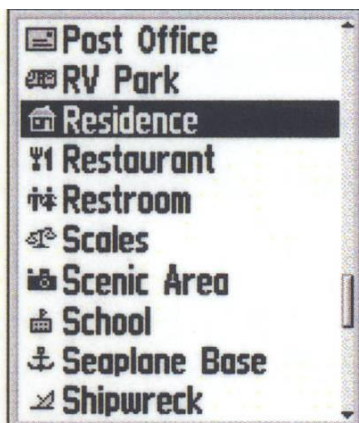 Post Office
RV Park
Residence
Restaurant
Restroom
Scales
Scenic Area
School
Seaplane Base
Shipwreck